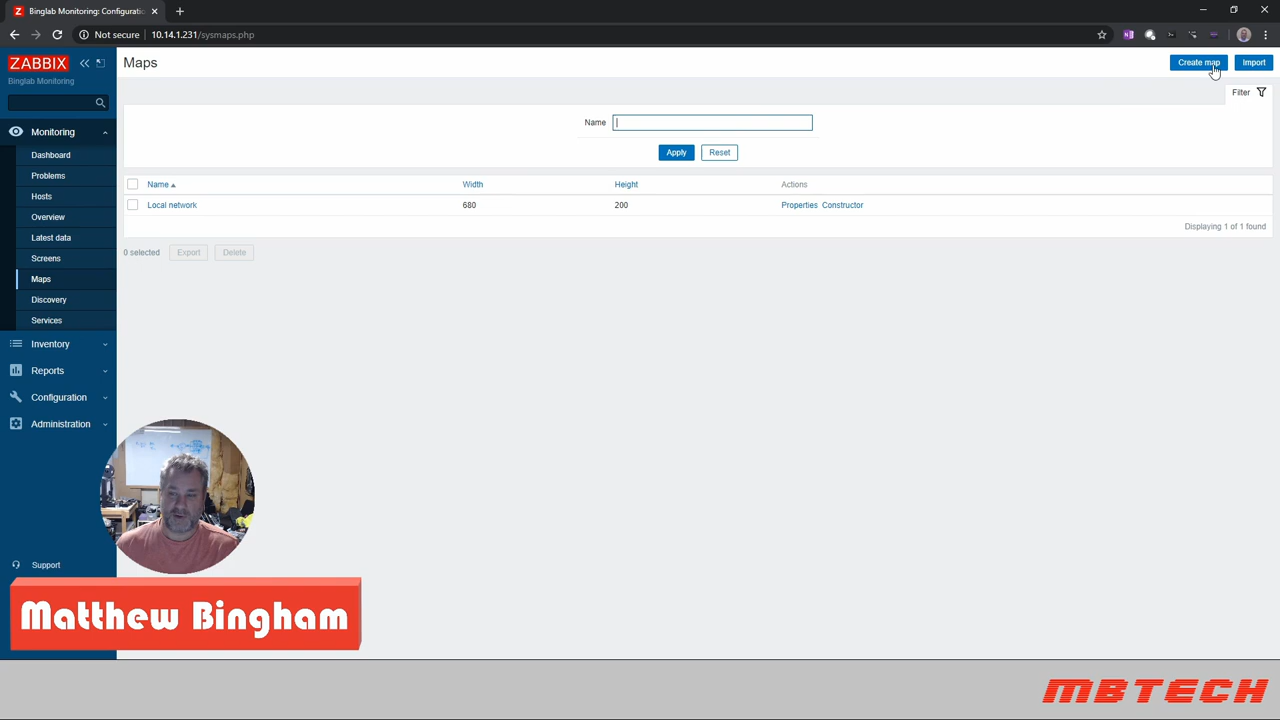 Binglab Monitoring: Configuratio
Not secure
10.14.1.231/sysmaps.php
ZABBIX
Binglab Monitoring
Monitoring
Dashboard
Problems
Hosts
Overview
Latest data
Screens
Maps
Discovery
Services
Inventory
Reports
Configuration
Administration
Support
Maps
Create map
Import
Filter
Name
Apply
Reset
Name Width Height Actions
Local network 680 200 Properties Constructor
Displaying 1 of 1 found
0 selected Export Delete
Matthew Bingham
MBTECH